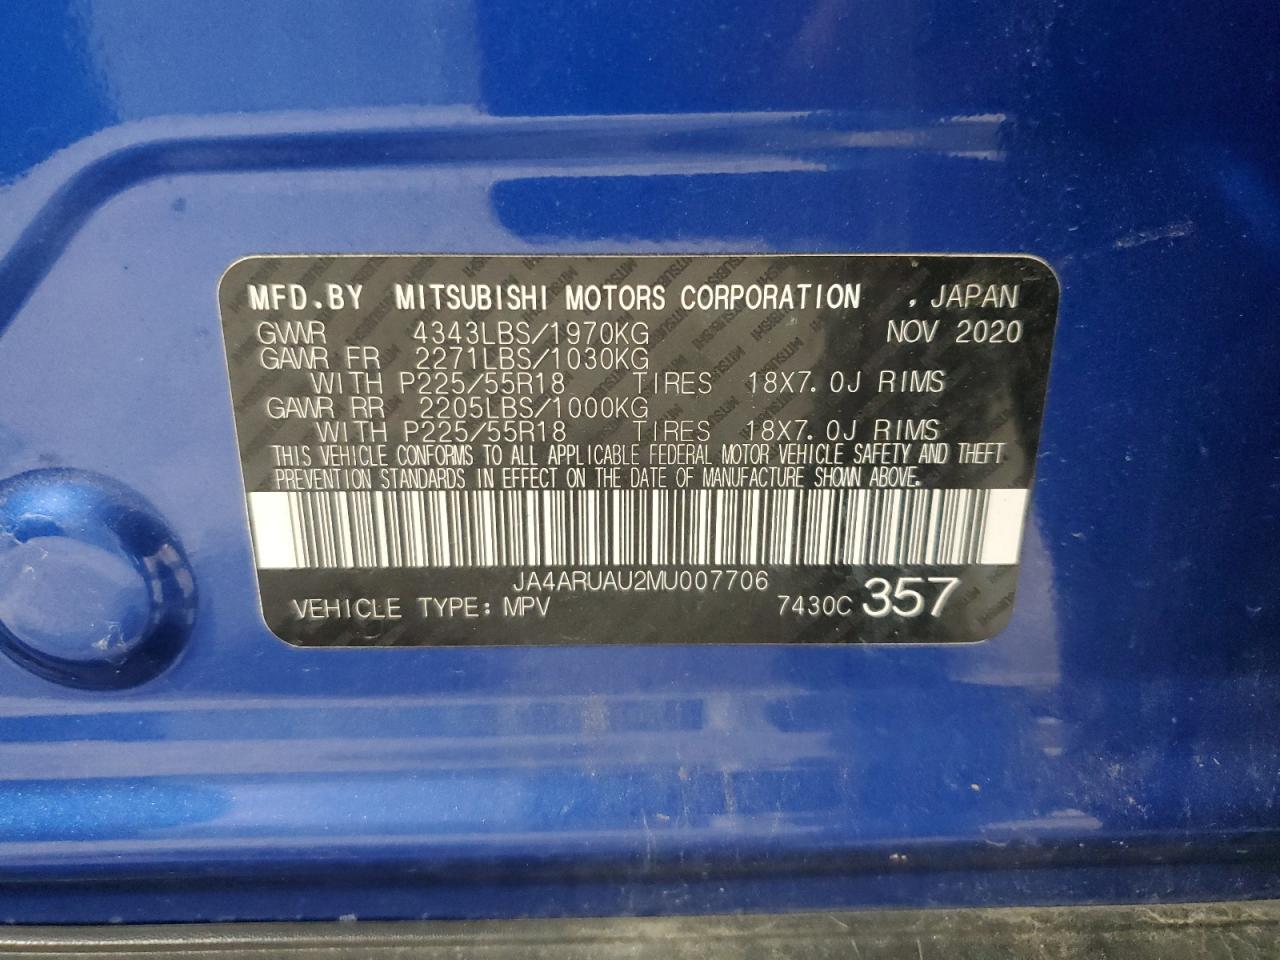 MFD.BY MITSUBISHI MOTORS CORPORATION . JAPAN
GVWR 4343LBS/1970KG NOV 2020
GAWR FR 2271LBS/1030KG
WITH P225/55R18 TIRES 18X7.0J RIMS
GAWR RR 2205LBS/1000KG
WITH P225/55R18 TIRES 18X7.0J RIMS
THIS VEHICLE CONFORMS TO ALL APPLICABLE FEDERAL MOTOR VEHICLE SAFETY AND THEFT
PREVENTION STANDARDS IN EFFECT ON THE DATE OF MANUFACTURE SHOWN ABOVE.
JA4ARUAU2MU007706
VEHICLE TYPE: MPV 7430C 357